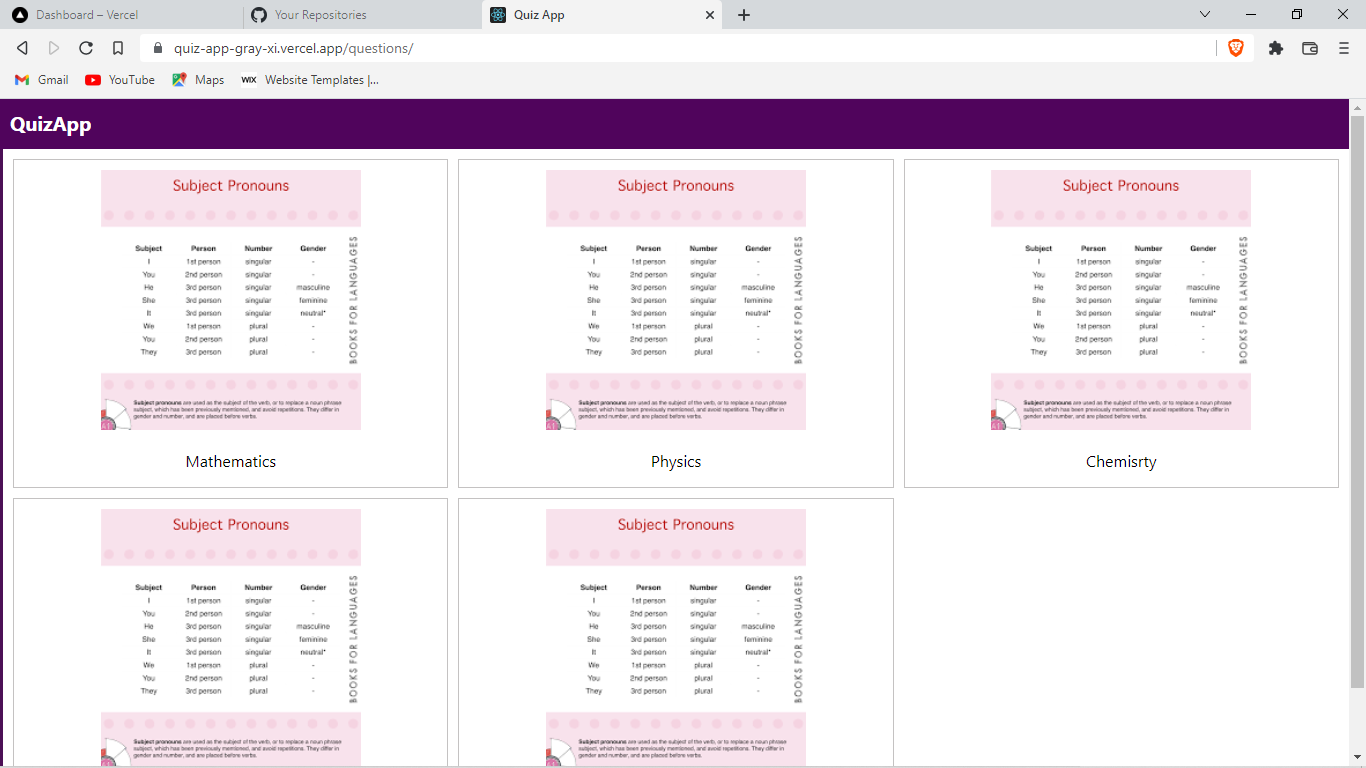 Dashboard – Vercel
Your Repositories
Quiz App
quiz-app-gray-xi.vercel.app/questions/
Gmail
YouTube
Maps
WIX
Website Templates |...
QuizApp
Subject Pronouns
Subject Person Number Gender
I 1st person singular -
You 2nd person singular -
He 3rd person singular masculine
She 3rd person singular feminine
It 3rd person singular neutral*
We 1st person plural -
You 2nd person plural -
They 3rd person plural -
BOOKS FOR LANGUAGES
Subject pronouns are used as the subject of the verb, or to replace a noun phrase
subject, which has been previously mentioned, and avoid repetitions. They differ in
gender and number, and are placed before verbs.
Mathematics
Subject Pronouns
Subject Person Number Gender
I 1st person singular -
You 2nd person singular -
He 3rd person singular masculine
She 3rd person singular feminine
It 3rd person singular neutral*
We 1st person plural -
You 2nd person plural -
They 3rd person plural -
BOOKS FOR LANGUAGES
Subject pronouns are used as the subject of the verb, or to replace a noun phrase
subject, which has been previously mentioned, and avoid repetitions. They differ in
gender and number, and are placed before verbs.
Physics
Subject Pronouns
Subject Person Number Gender
I 1st person singular -
You 2nd person singular -
He 3rd person singular masculine
She 3rd person singular feminine
It 3rd person singular neutral*
We 1st person plural -
You 2nd person plural -
They 3rd person plural -
BOOKS FOR LANGUAGES
Subject pronouns are used as the subject of the verb, or to replace a noun phrase
subject, which has been previously mentioned, and avoid repetitions. They differ in
gender and number, and are placed before verbs.
Chemisrty
Subject Pronouns
Subject Person Number Gender
I 1st person singular -
You 2nd person singular -
He 3rd person singular masculine
She 3rd person singular feminine
It 3rd person singular neutral*
We 1st person plural -
You 2nd person plural -
They 3rd person plural -
BOOKS FOR LANGUAGES
Subject pronouns are used as the subject of the verb, or to replace a noun phrase
subject, which has been previously mentioned, and avoid repetitions. They differ in
gender and number, and are placed before verbs.
Subject Pronouns
Subject Person Number Gender
I 1st person singular -
You 2nd person singular -
He 3rd person singular masculine
She 3rd person singular feminine
It 3rd person singular neutral*
We 1st person plural -
You 2nd person plural -
They 3rd person plural -
BOOKS FOR LANGUAGES
Subject pronouns are used as the subject of the verb, or to replace a noun phrase
subject, which has been previously mentioned, and avoid repetitions. They differ in
gender and number, and are placed before verbs.